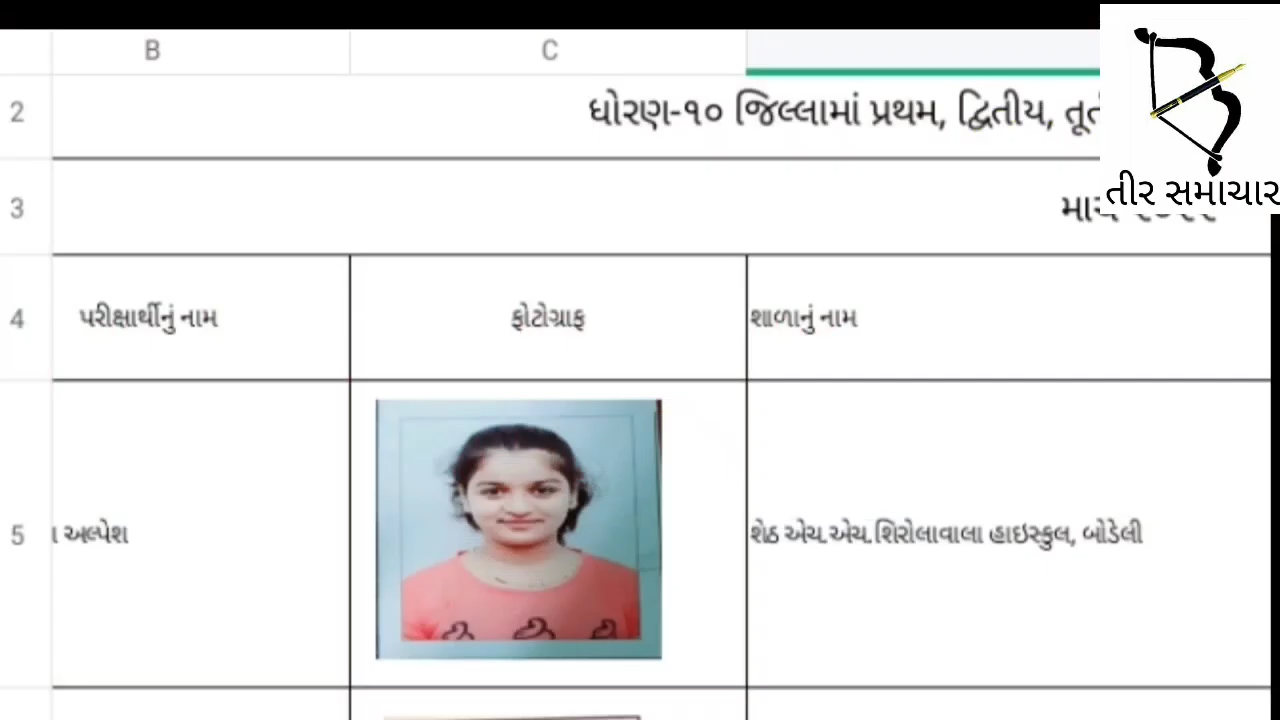 B
C
2
ધોરણ-૧૦ જિલ્લામાં પ્રથમ, દ્વિતીય,
તીર સમાચાર
3
4
પરીક્ષાર્થીનું નામ
ફોટોગ્રાફ
શાળાનું નામ
5
અલ્પેશ
શેઠ એચ.એચ.શિરોલાવાલા હાઇસ્કુલ, બોડેલી